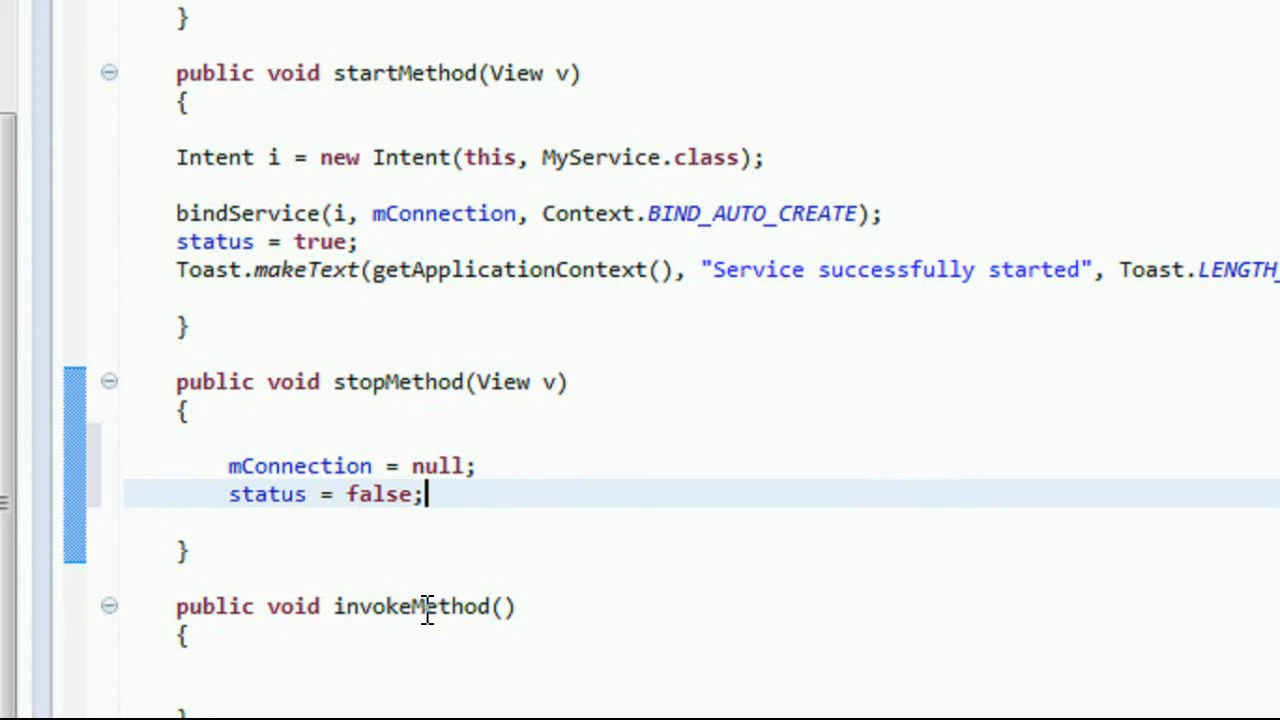 }
public void startMethod(View v)
{
Intent i = new Intent(this, MyService.class);
bindService(i, mConnection, Context.BIND_AUTO_CREATE);
status = true;
Toast.makeText(getApplicationContext(), "Service successfully started", Toast.LENGTH_
}
public void stopMethod(View v)
{
mConnection = null;
status = false;
}
public void invokeMethod()
{
}